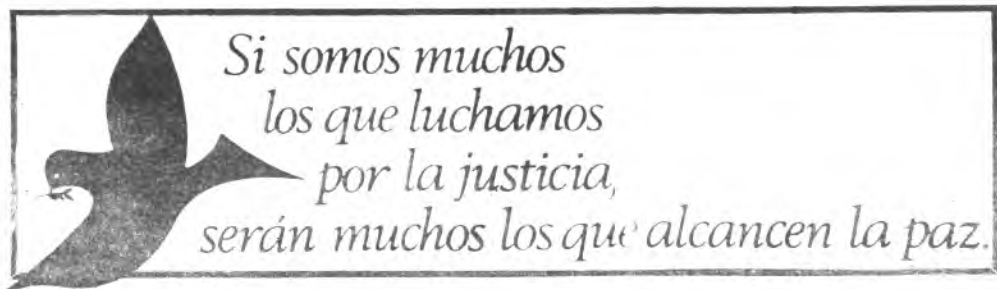 Si somos muchos
los que luchamos
por la justicia,
serán muchos los que alcancen la paz.